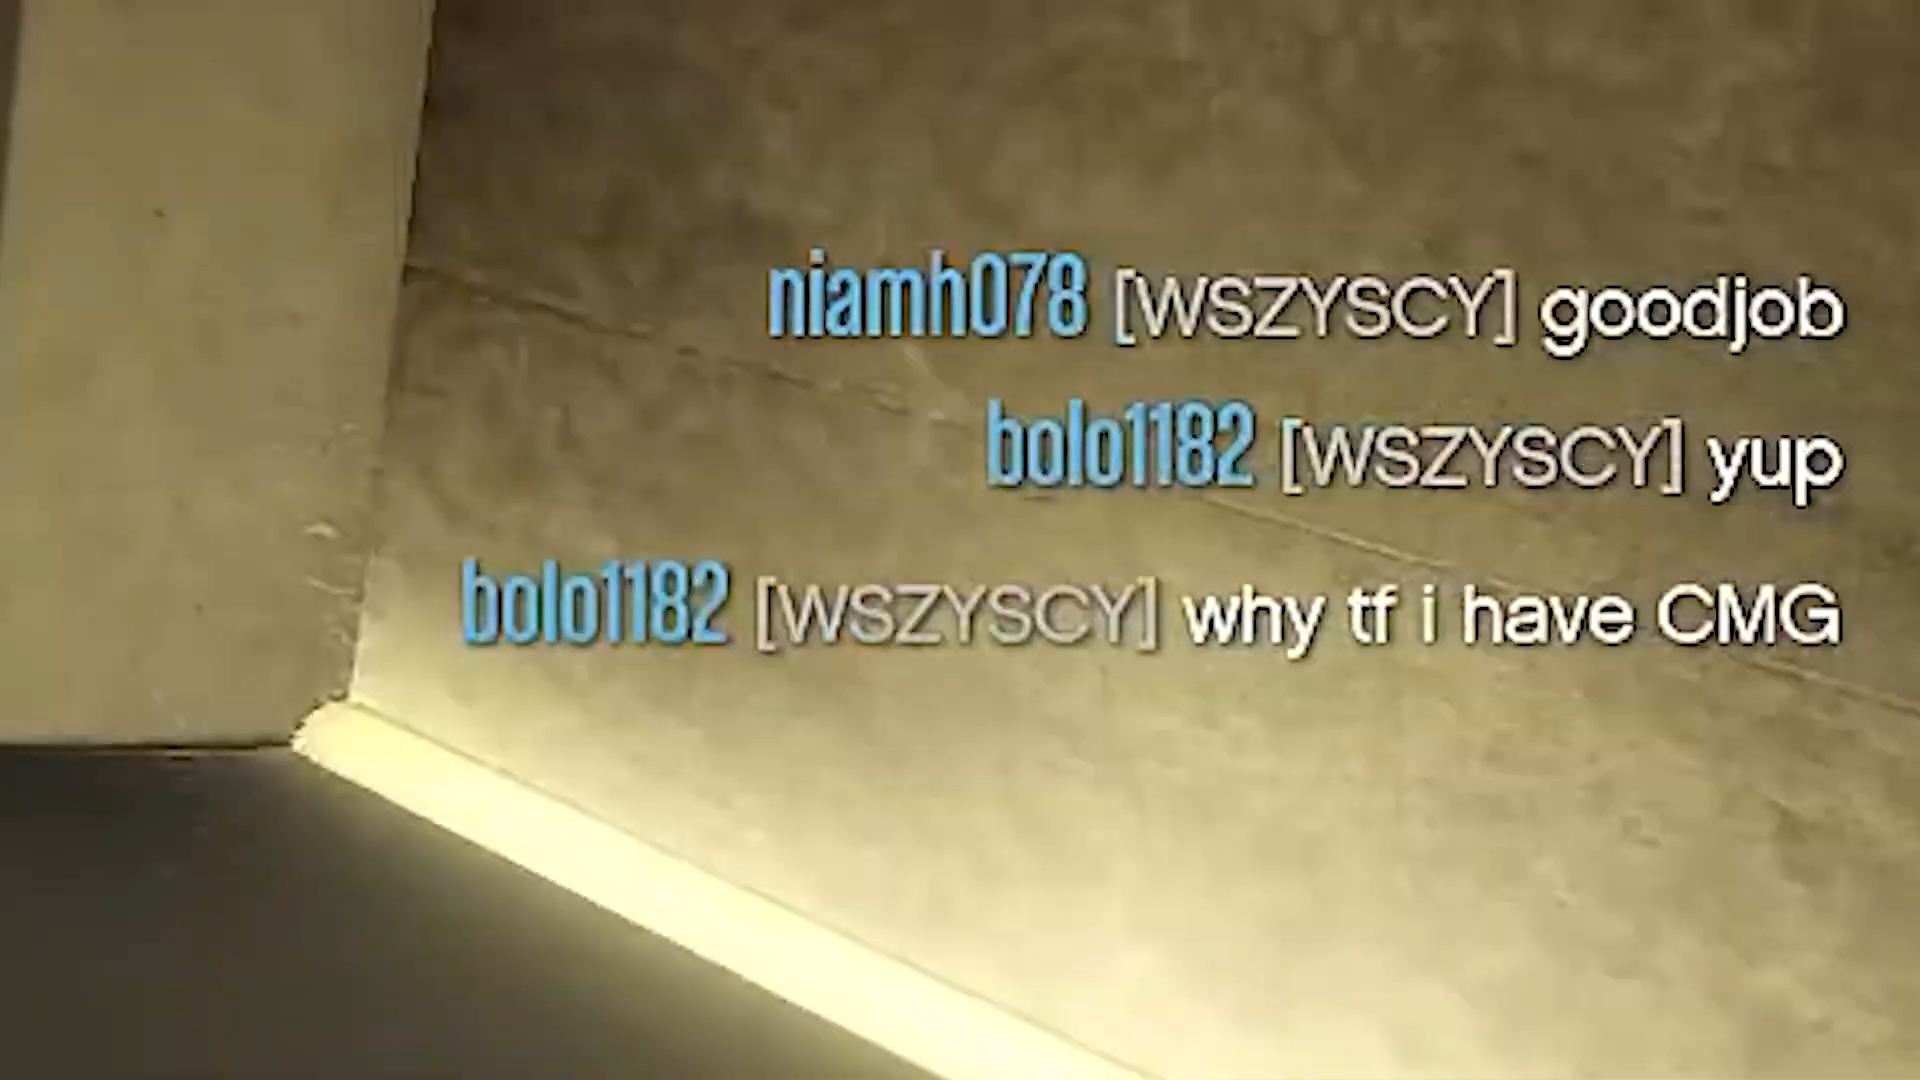 niamh078 [WSZYSCY] goodjob
bolo1182 [WSZYSCY] yup
bolo1182 [WSZYSCY] why tf i have CMG